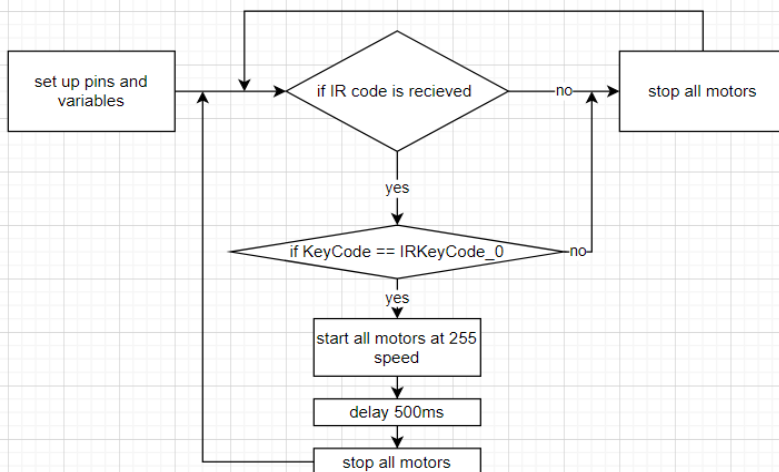 set up pins and
variables
if IR code is recieved
no
stop all motors
yes
if KeyCode == IRKeyCode_0
no
yes
start all motors at 255
speed
delay 500ms
stop all motors